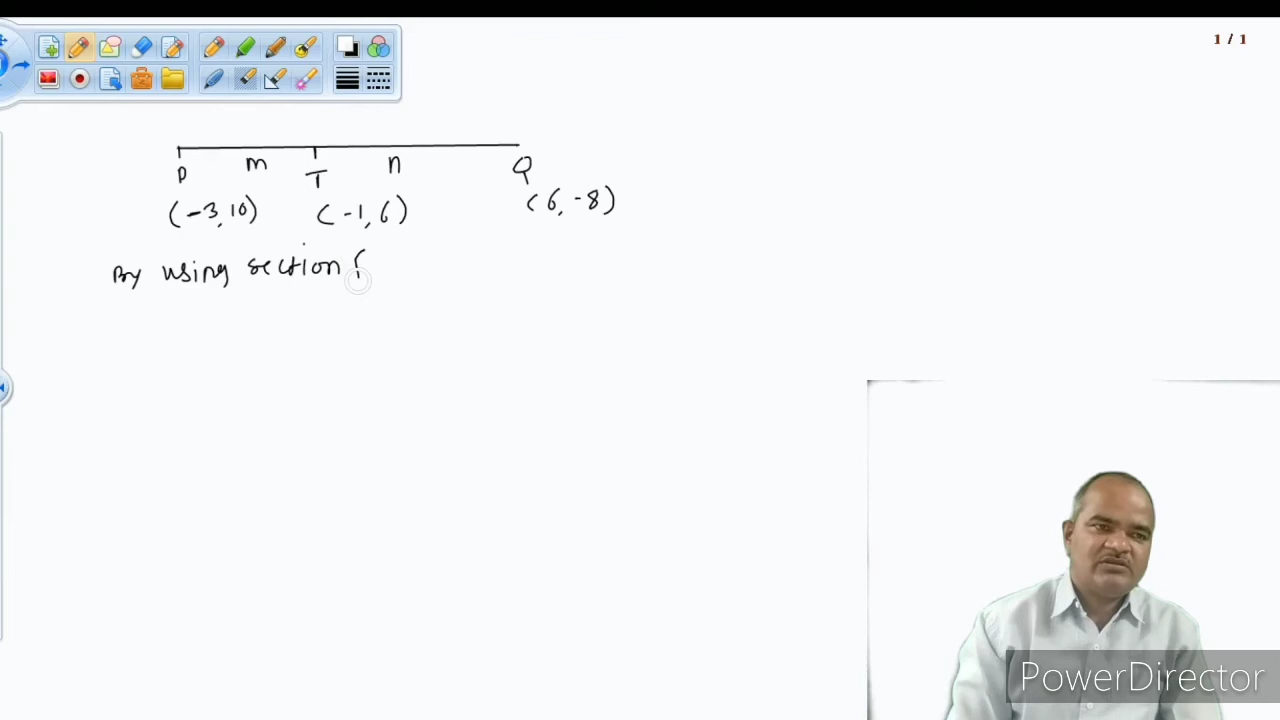 1 / 1
P m T n Q
(-3,10) (-1,6) (6,-8)
By using section f
PowerDirector